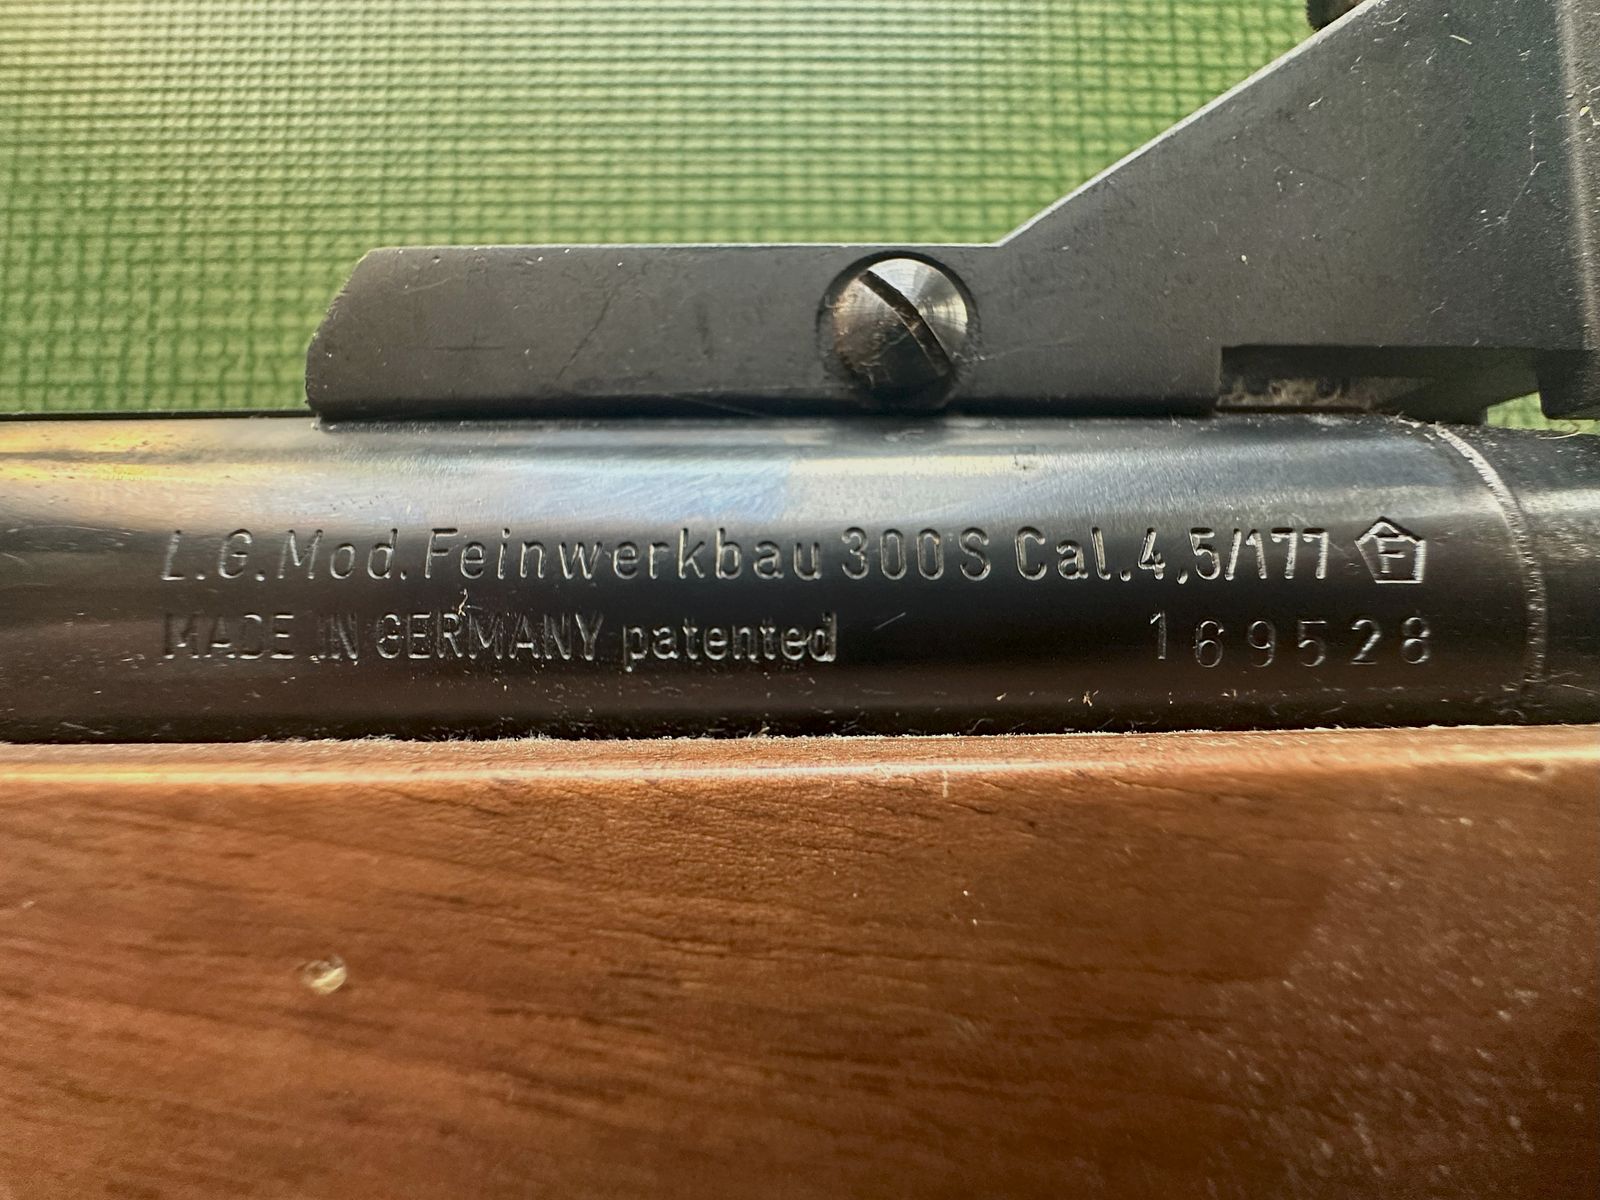 L.G. Mod. Feinwerkbau 300S Cal. 4,5/177 F
MADE IN GERMANY patented 169528